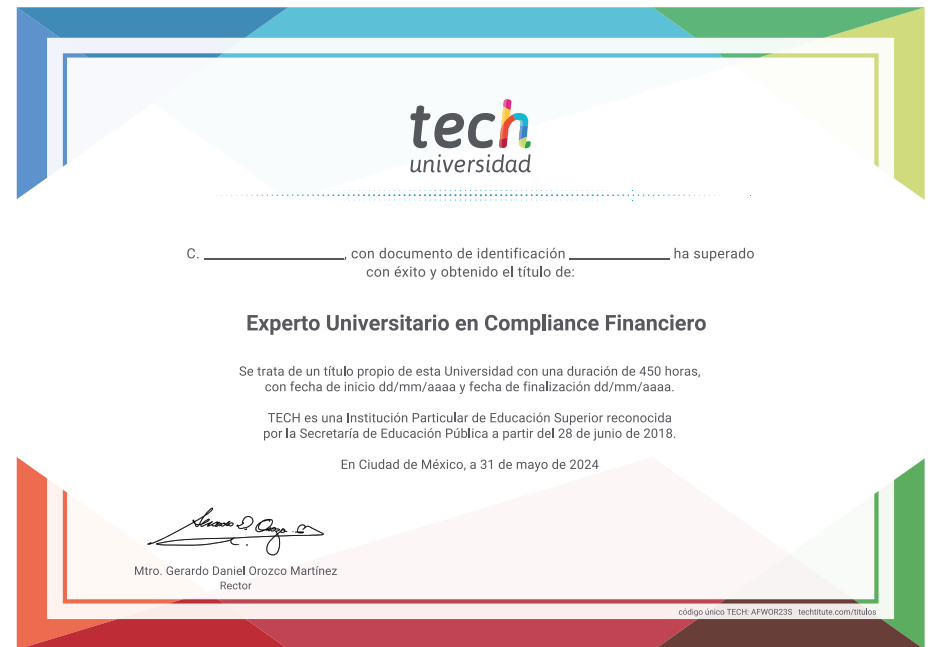 tech
universidad
C. ____________, con documento de identificación ____________ ha superado
con éxito y obtenido el título de:
Experto Universitario en Compliance Financiero
Se trata de un título propio de esta Universidad con una duración de 450 horas,
con fecha de inicio dd/mm/aaaa y fecha de finalización dd/mm/aaaa.
TECH es una Institución Particular de Educación Superior reconocida
por la Secretaría de Educación Pública a partir del 28 de junio de 2018.
En Ciudad de México, a 31 de mayo de 2024
Mtro. Gerardo Daniel Orozco Martínez
Rector
código único TECH: AFWOR23S techtitute.com/titulos